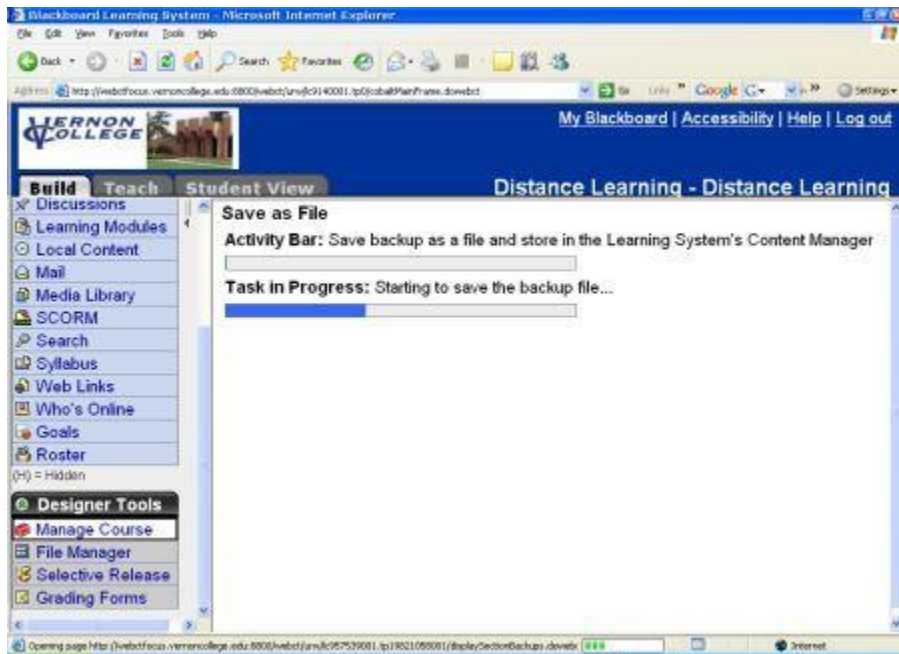 Blackboard Learning System - Microsoft Internet Explorer
File Edit View Favorites Tools Help
Back Search Favorites
Address Go Links Google Settings
VERNON COLLEGE
My Blackboard | Accessibility | Help | Log out
Build Teach Student View Distance Learning - Distance Learning
Discussions
Learning Modules
Local Content
Mail
Media Library
SCORM
Search
Syllabus
Web Links
Who's Online
Goals
Roster
(H) = Hidden
Designer Tools
Manage Course
File Manager
Selective Release
Grading Forms
Save as File
Activity Bar: Save backup as a file and store in the Learning System's Content Manager
Task in Progress: Starting to save the backup file...
Internet